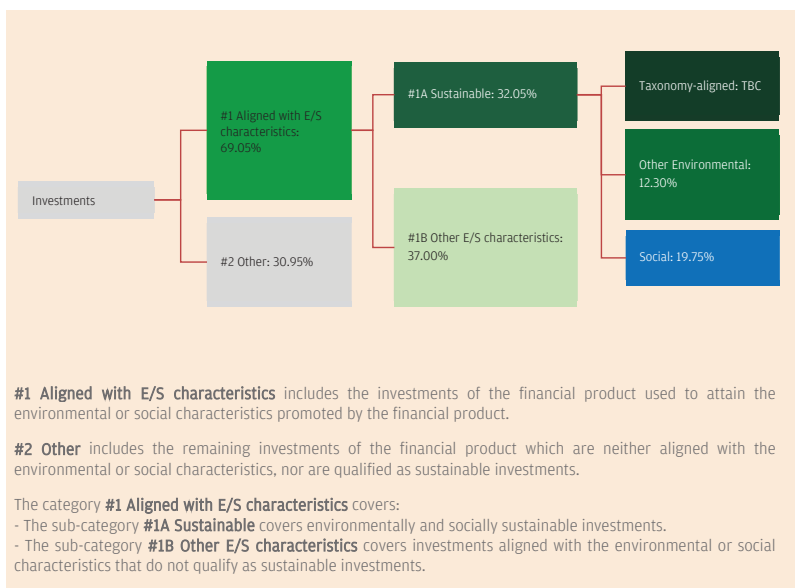 Investments
#1 Aligned with E/S
characteristics:
69.05%
#2 Other: 30.95%
#1A Sustainable: 32.05%
#1B Other E/S characteristics:
37.00%
Taxonomy-aligned: TBC
Other Environmental:
12.30%
Social: 19.75%
#1 Aligned with E/S characteristics includes the investments of the financial product used to attain the
environmental or social characteristics promoted by the financial product.
#2 Other includes the remaining investments of the financial product which are neither aligned with the
environmental or social characteristics, nor are qualified as sustainable investments.
The category #1 Aligned with E/S characteristics covers:
- The sub-category #1A Sustainable covers environmentally and socially sustainable investments.
- The sub-category #1B Other E/S characteristics covers investments aligned with the environmental or social
characteristics that do not qualify as sustainable investments.